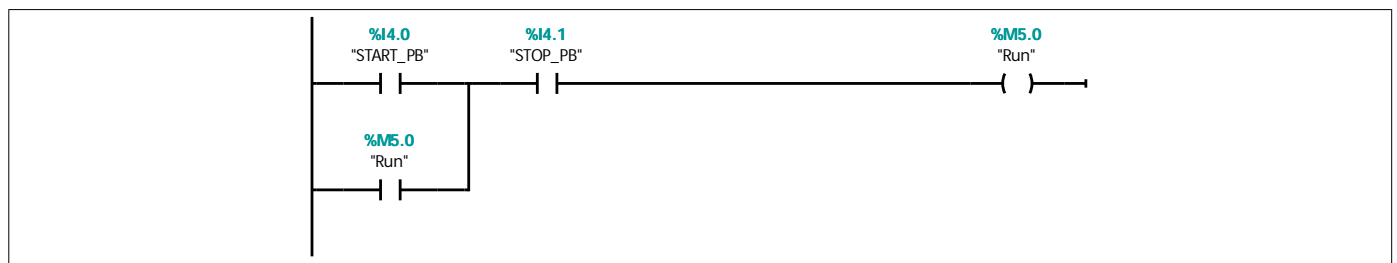 %I4.0
"START_PB"
%I4.1
"STOP_PB"
%M5.0
"Run"
%M5.0
"Run"